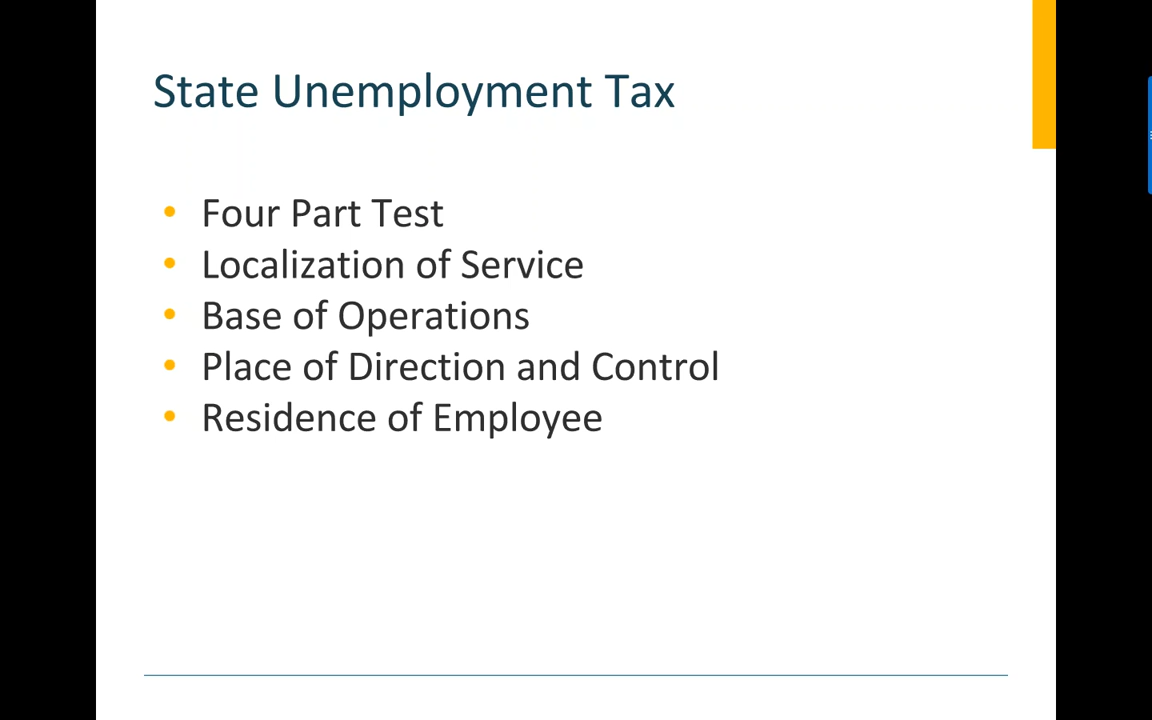 State Unemployment Tax
• Four Part Test
• Localization of Service
• Base of Operations
• Place of Direction and Control
• Residence of Employee